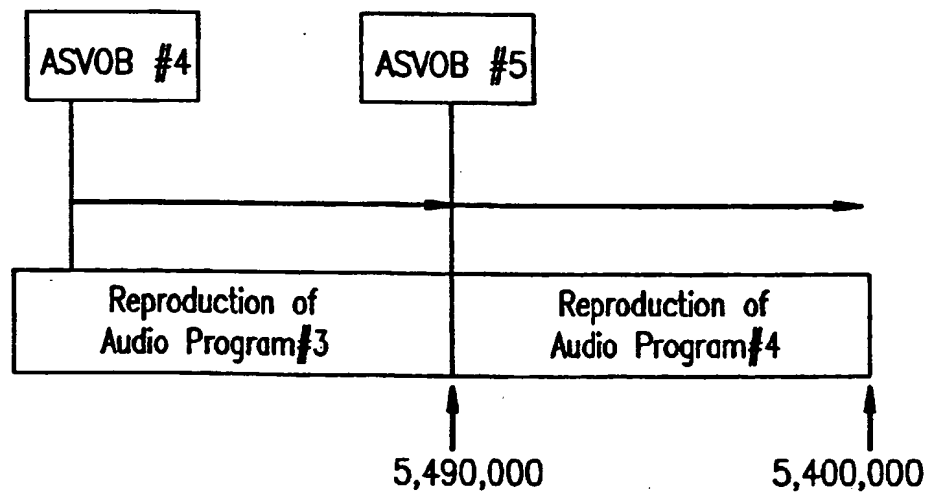 ASVOB #4
ASVOB #5
Reproduction of
Audio Program#3
Reproduction of
Audio Program#4
5,490,000
5,400,000